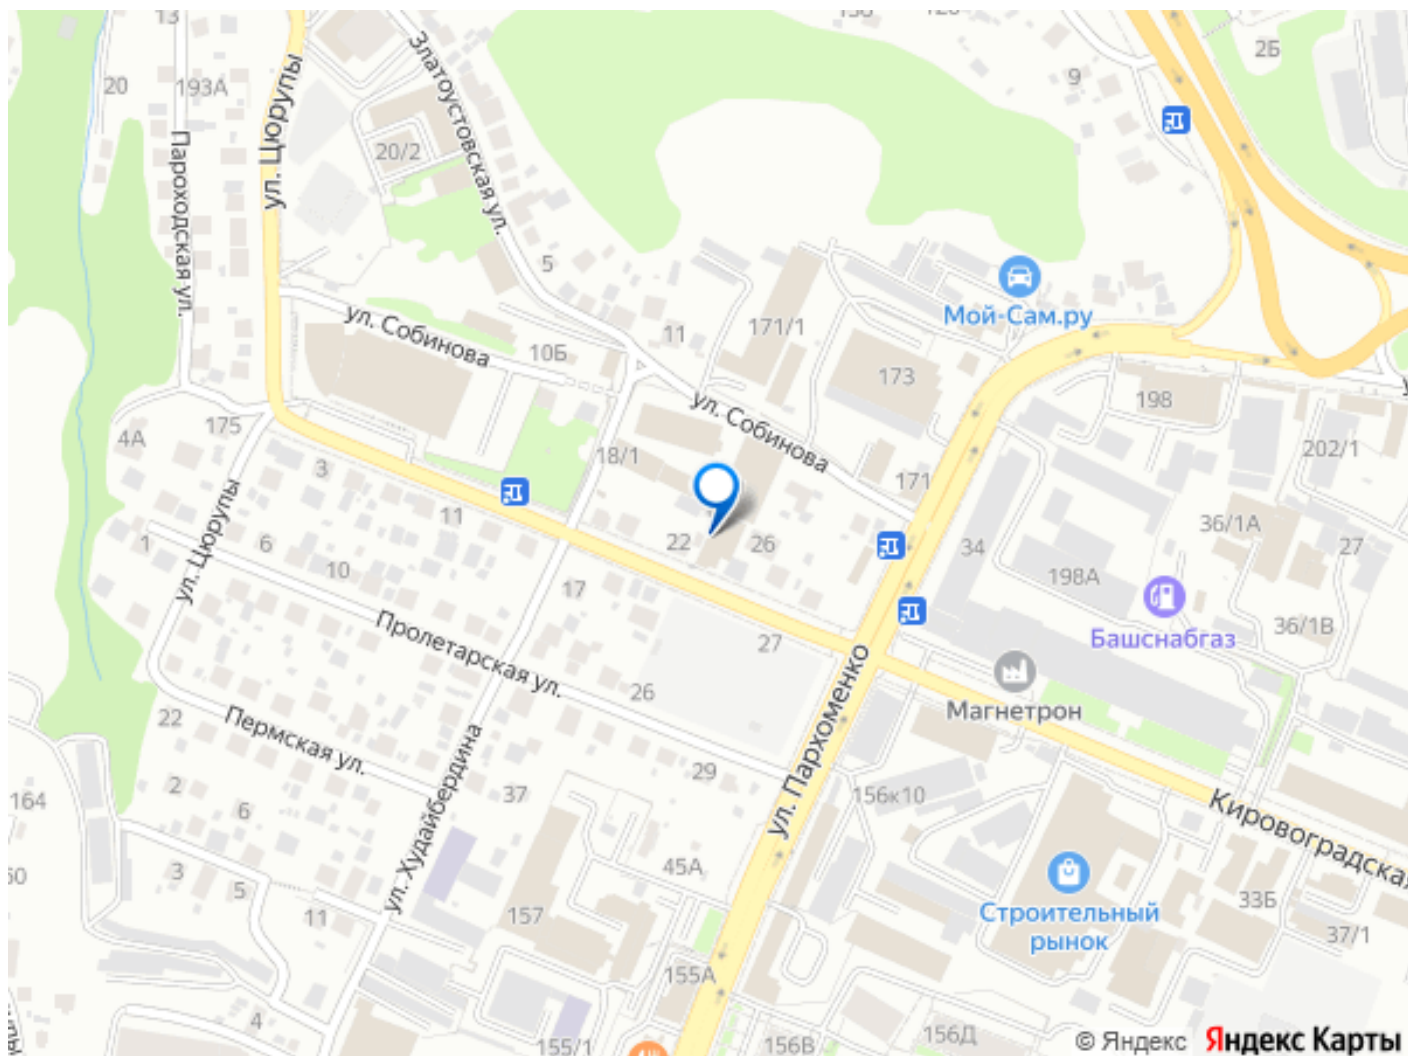 13
2Б
9
20
193А
ул. Цюрупы
Златоустовская ул.
20/2
Пароходская ул.
5
Мой-Сам.ру
ул. Собинова
11
171/1
10Б
173
198
ул. Собинова
4А
175
3
18/1
171
202/1
ул. Цюрупы
11
36/1А
1
6
22
26
34
27
10
198А
17
Башснабгаз
36/1В
Пролетарская ул.
27
ул. Пархоменко
26
Магнетрон
22
Пермская ул.
ул. Худайбердина
29
2
37
156к10
164
6
Кировоградская
45А
3
5
Строительный
рынок
33Б
11
157
37/1
155А
4
155/1
156В
156Д
© Яндекс
Яндекс Карты